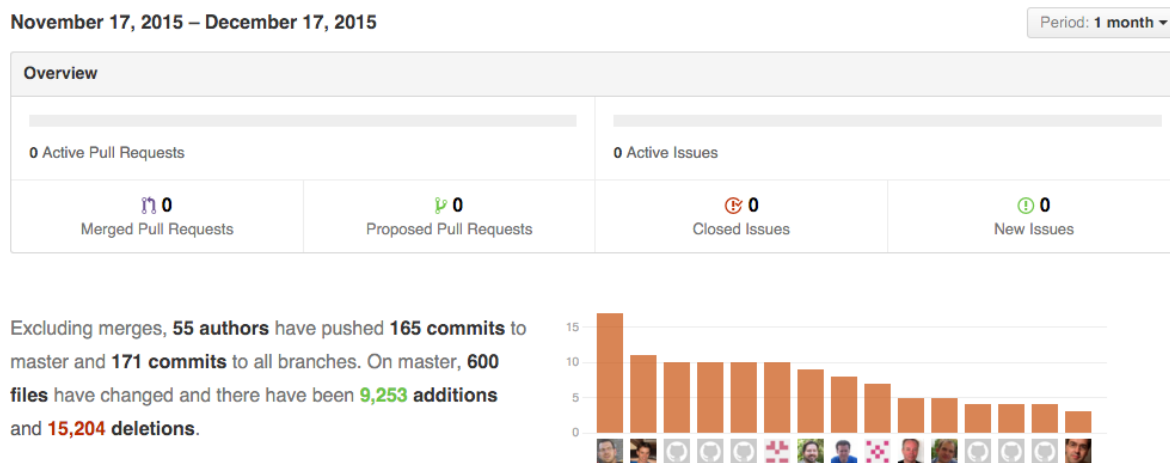 November 17, 2015 – December 17, 2015
Period: 1 month
Overview
0 Active Pull Requests
0 Active Issues
0
Merged Pull Requests
0
Proposed Pull Requests
0
Closed Issues
0
New Issues
Excluding merges, 55 authors have pushed 165 commits to
master and 171 commits to all branches. On master, 600
files have changed and there have been 9,253 additions
and 15,204 deletions.
15
10
5
0